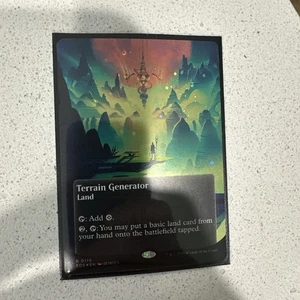 Terrain Generator
Land
: Add .
, : You may put a basic land card from
your hand onto the battlefield tapped.